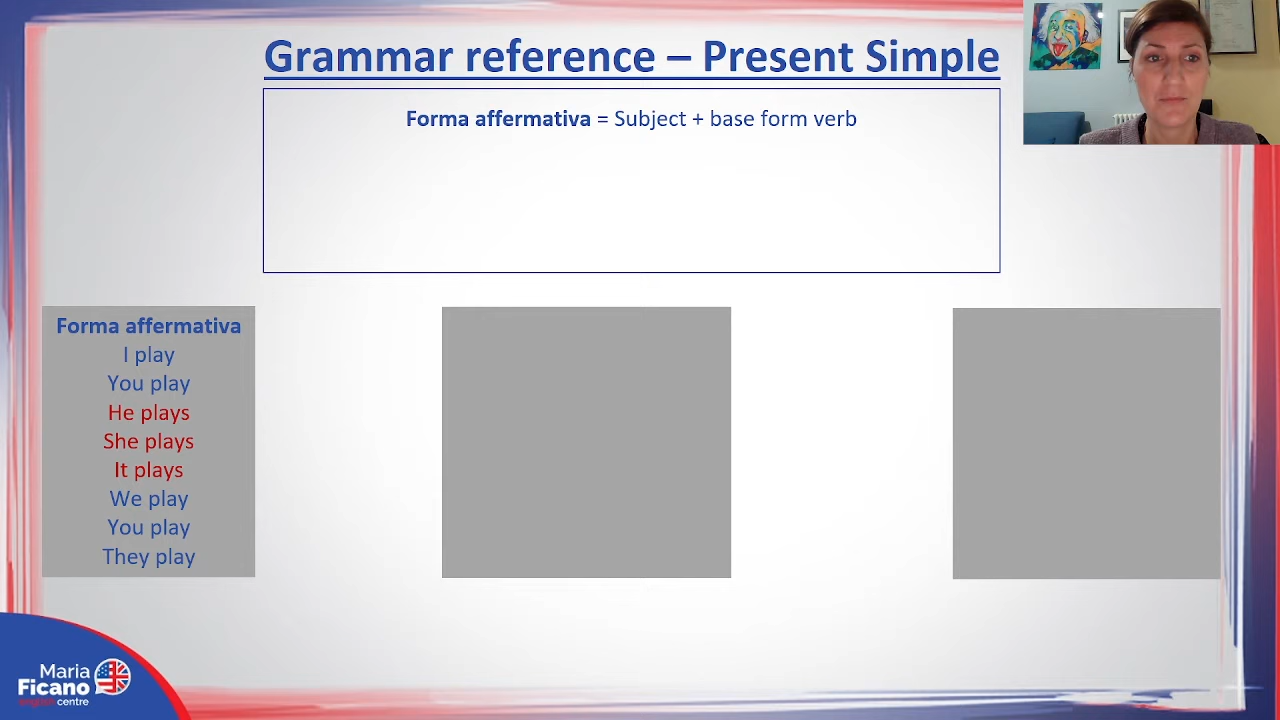 Grammar reference – Present Simple
Forma affermativa = Subject + base form verb
Forma affermativa
I play
You play
He plays
She plays
It plays
We play
You play
They play
Maria
Ficano
english centre